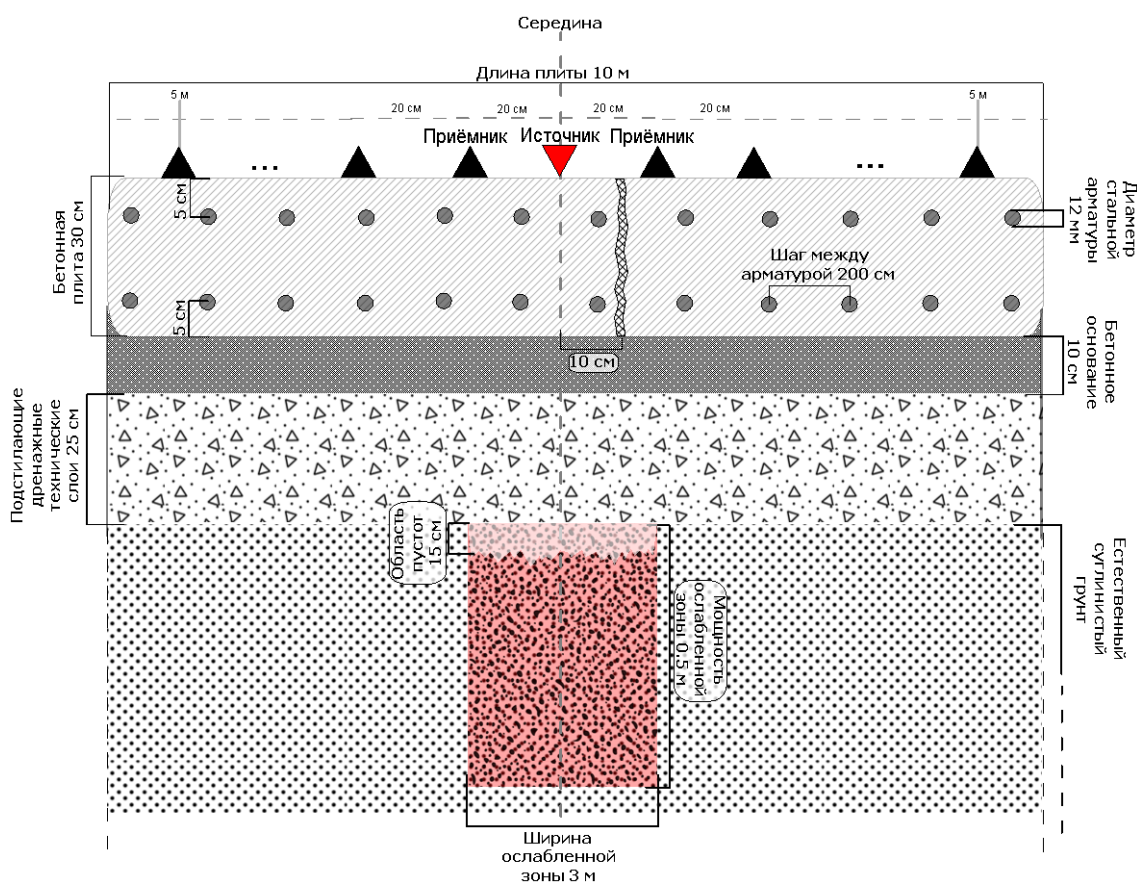 Середина
Длина плиты 10 м
5 м
20 см
20 см
20 см
20 см
5 м
Приёмник
Источник
Приёмник
...
...
Бетонная
плита 30 см
5 см
5 см
Диаметр
стальной
арматуры
12 мм
Шаг между
арматурой 200 см
10 см
Бетонное
основание
10 см
Подстилающие
дренажные
технические
слои 25 см
Область
пустот
15 см
Мощность
ослабленной
зоны 0.5 м
Естественный
суглинистый
грунт
Ширина
ослабленной
зоны 3 м